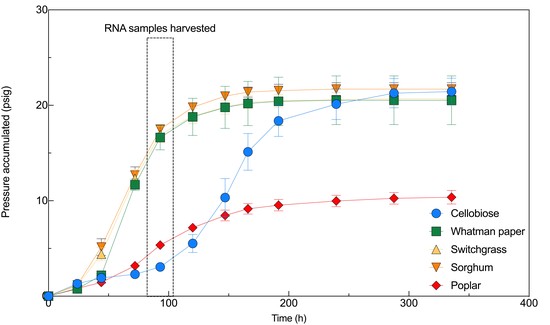 30
RNA samples harvested
20
Pressure accumulated (psig)
10
Cellobiose
Whatman paper
Switchgrass
Sorghum
Poplar
0
0 100 200 300 400
Time (h)